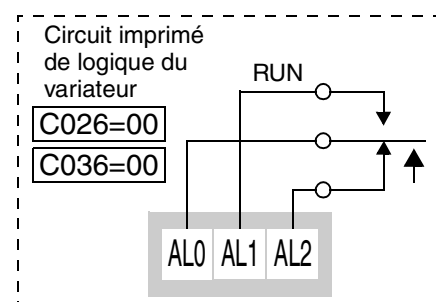 Circuit imprimé
de logique du
variateur
RUN
C026=00
C036=00
AL0 AL1 AL2